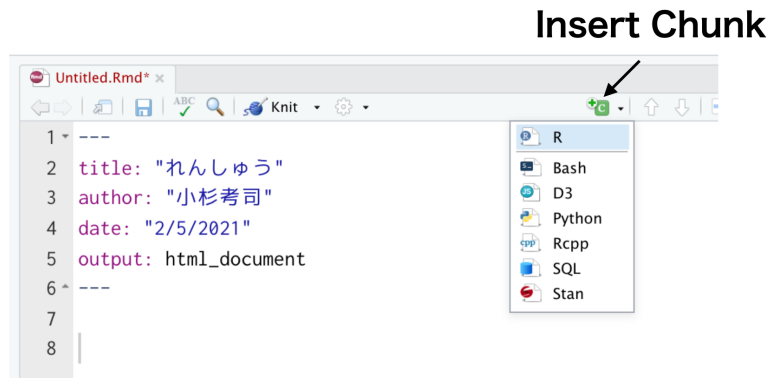 Insert Chunk
Untitled.Rmd*
ABC Knit
1 ---
2 title: "れんしゅう"
3 author: "小杉考司"
4 date: "2/5/2021"
5 output: html_document
6 ---
7
8
R
Bash
D3
Python
Rcpp
SQL
Stan